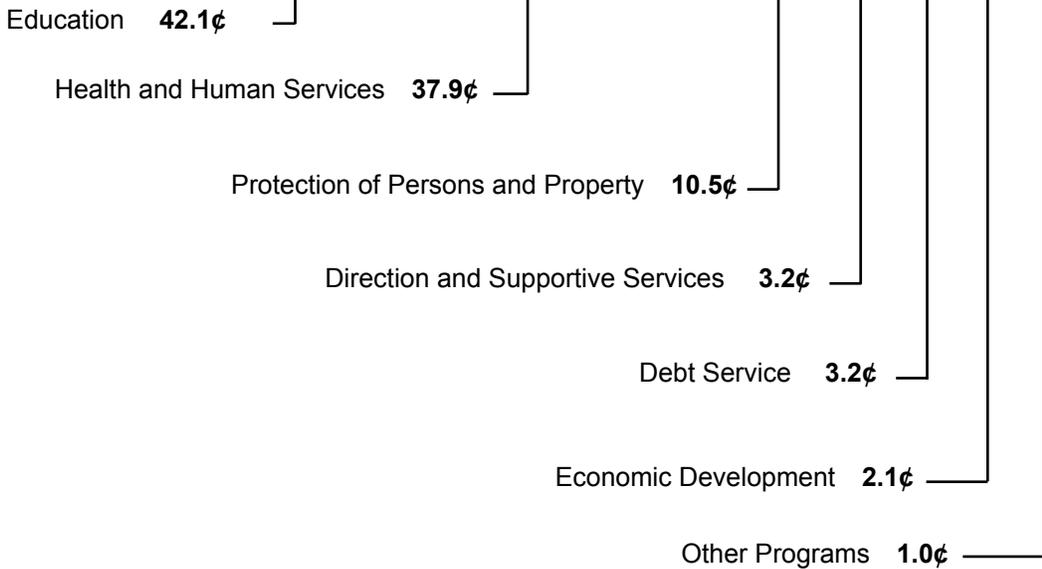 Education 42.1¢
Health and Human Services 37.9¢
Protection of Persons and Property 10.5¢
Direction and Supportive Services 3.2¢
Debt Service 3.2¢
Economic Development 2.1¢
Other Programs 1.0¢